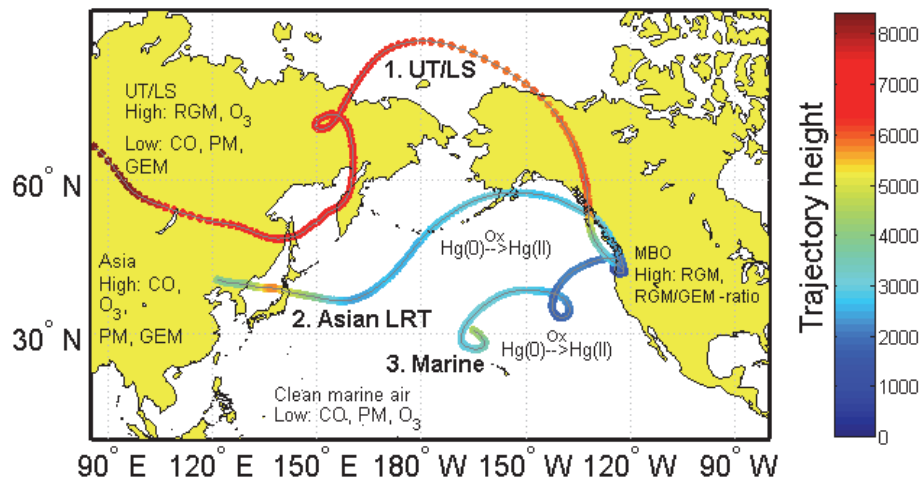 1. UT/LS
UT/LS
High: RGM, O3
Low: CO, PM,
GEM
60° N
Asia
High: CO,
O3,
PM, GEM
Ox
Hg(0)-->Hg(II)
MBO
High: RGM,
RGM/GEM -ratio
2. Asian LRT
30° N
3. Marine
Ox
Hg(0)-->Hg(II)
Clean marine air
Low: CO, PM, O3
90° E
120° E
150° E
180° W
150° W
120° W
90° W
8000
7000
6000
5000
4000
3000
2000
1000
0
Trajectory height